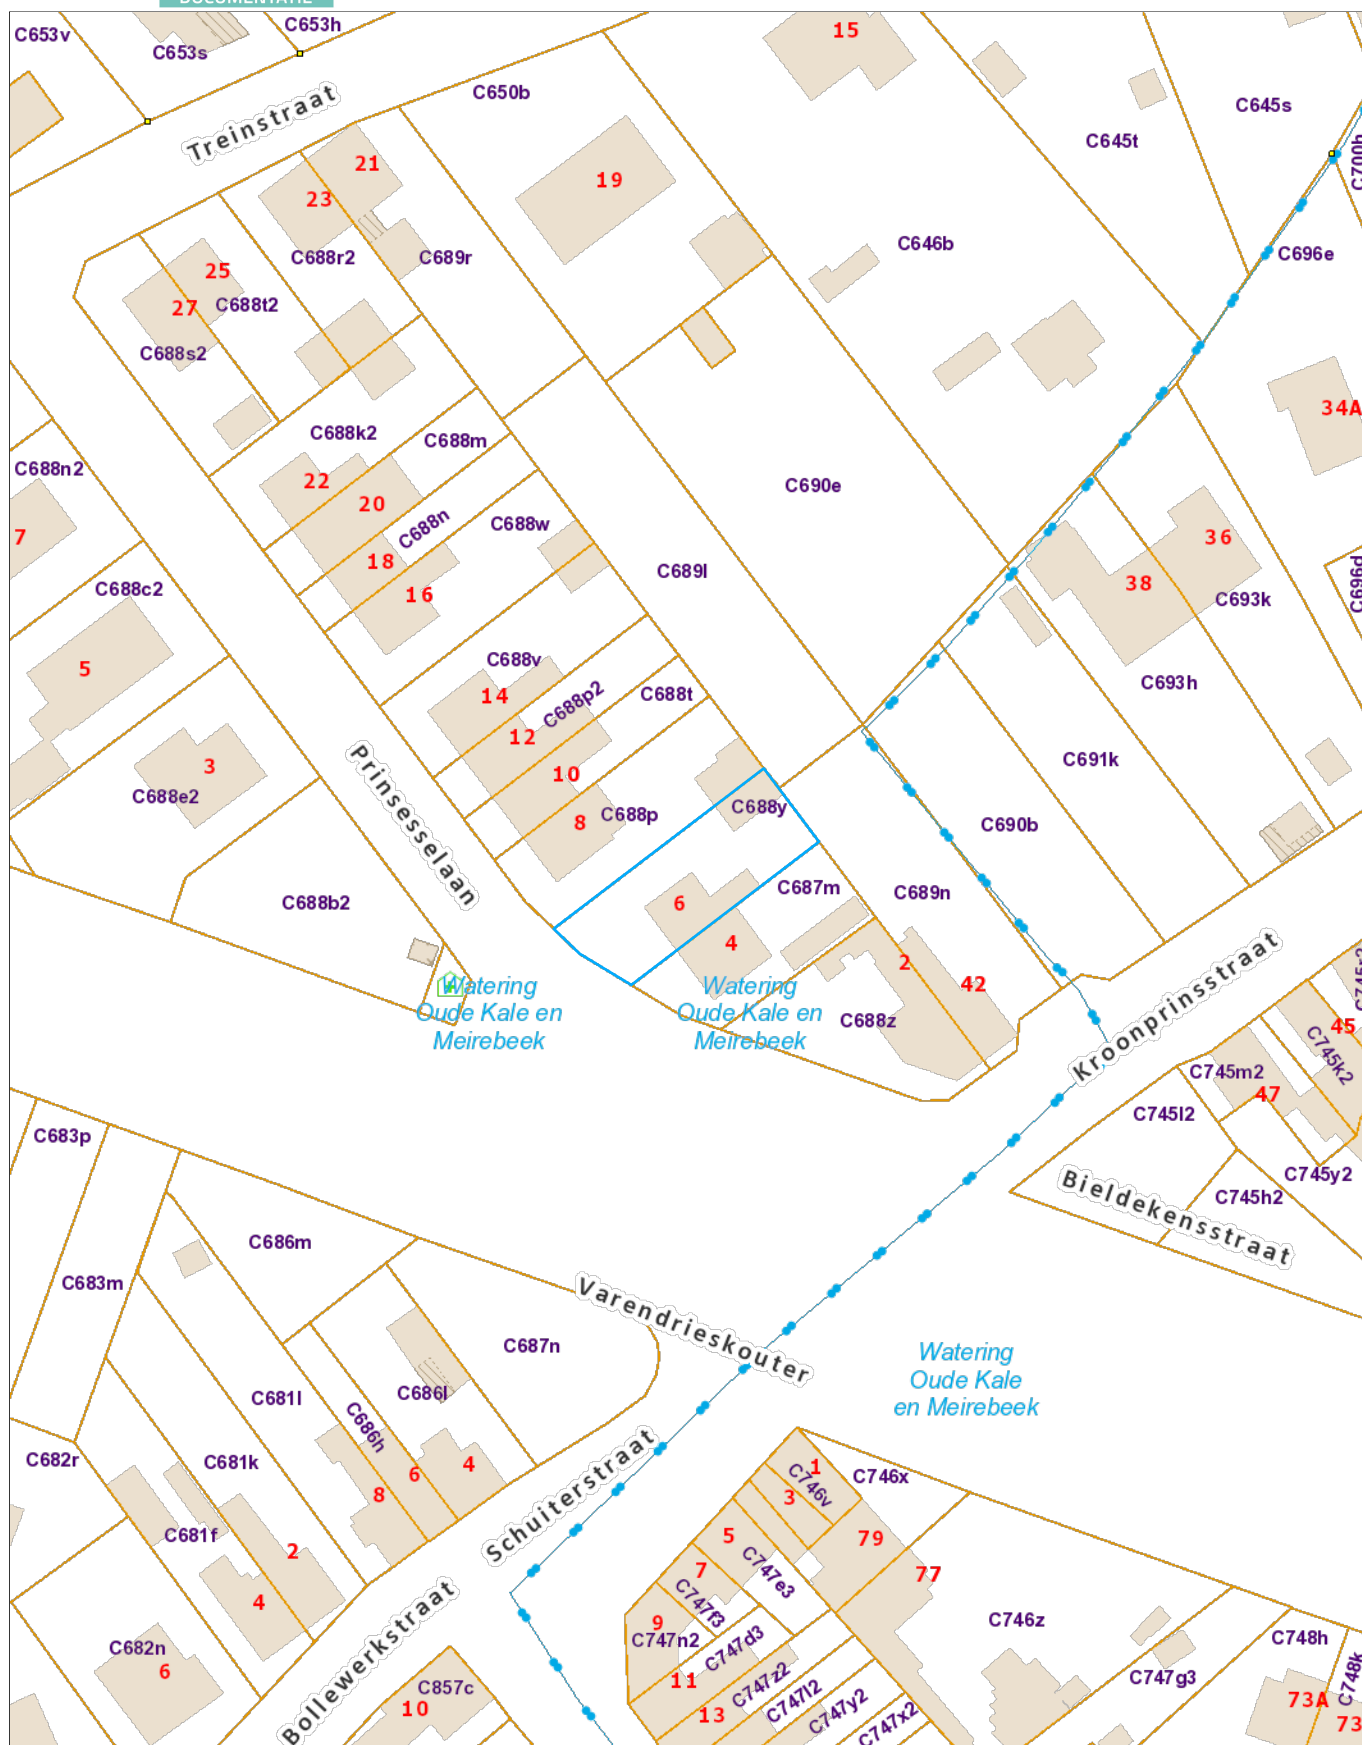 DOCUMENTATIE
C653v
C653s
C653h
Treinstraat
C650b
15
C645s
C645t
C700h
21
23
19
C688r2
C689r
C646b
C696e
25
27
C688t2
C688s2
34A
C688k2
C688m
C688n2
22
20
C690e
7
C688n
C688w
36
18
C689l
C696d
38
C688c2
16
C693k
5
C688v
14
C688p2
C688t
C693h
12
Prinsesselaan
3
10
C691k
C688e2
8
C688p
C688y
C690b
C688b2
6
C687m
C689n
4
2
42
Kroonprinsstraat
C745r2
Watering
Oude Kale en
Meirebeek
Watering
Oude Kale en
Meirebeek
C688z
45
C745k2
C745m2
47
C745l2
C683p
C745y2
Bieldekensstraat
C745h2
C686m
C683m
Varendrieskouter
C687n
Watering
Oude Kale
en Meirebeek
C681l
C686l
C686h
C682r
C681k
4
6
8
Schuiterstraat
1
C746v
C746x
3
C681f
2
5
79
7
C747e3
77
4
C747f3
9
C747n2
C747d3
C746z
C682n
6
Bollewerkstraat
C857c
10
11
C747z2
13
C747l2
C747y2
C747x2
C747g3
C748h
C748k
73A
73